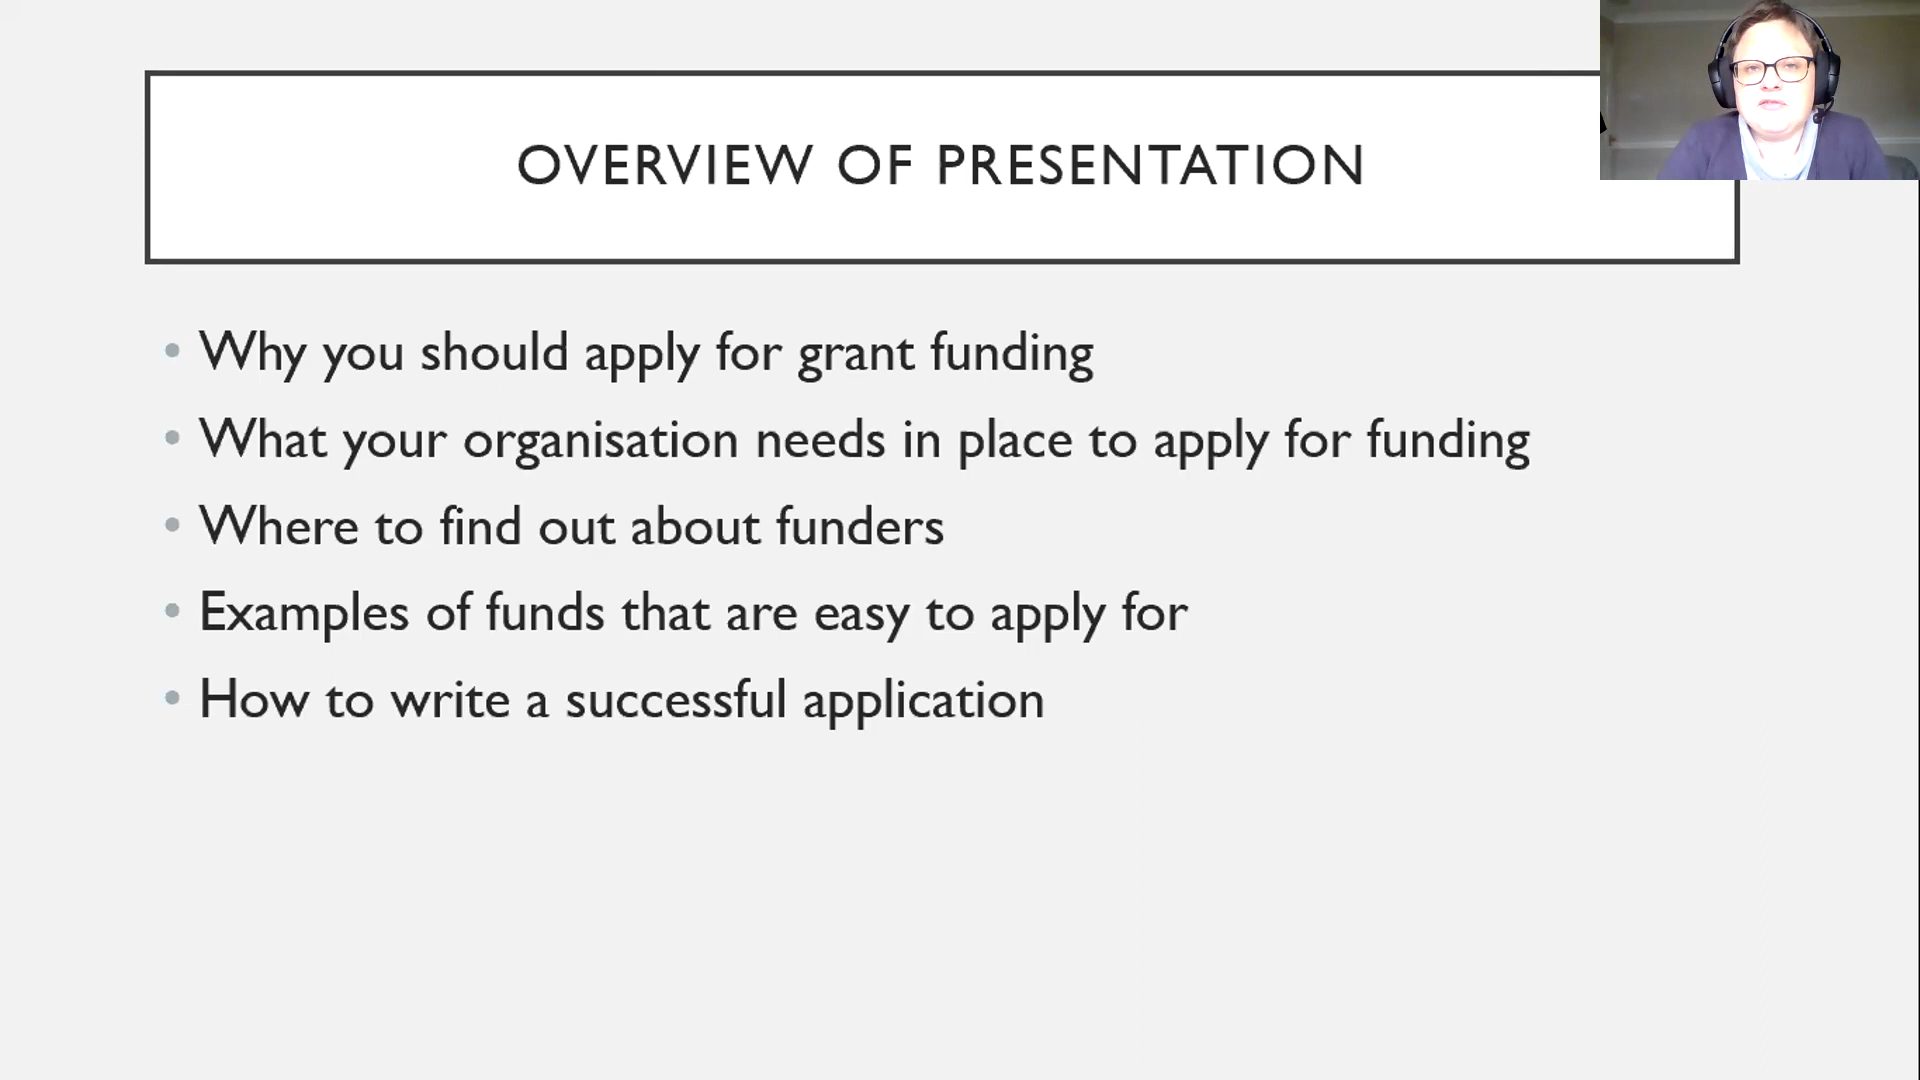 OVERVIEW OF PRESENTATION
• Why you should apply for grant funding
• What your organisation needs in place to apply for funding
• Where to find out about funders
• Examples of funds that are easy to apply for
• How to write a successful application